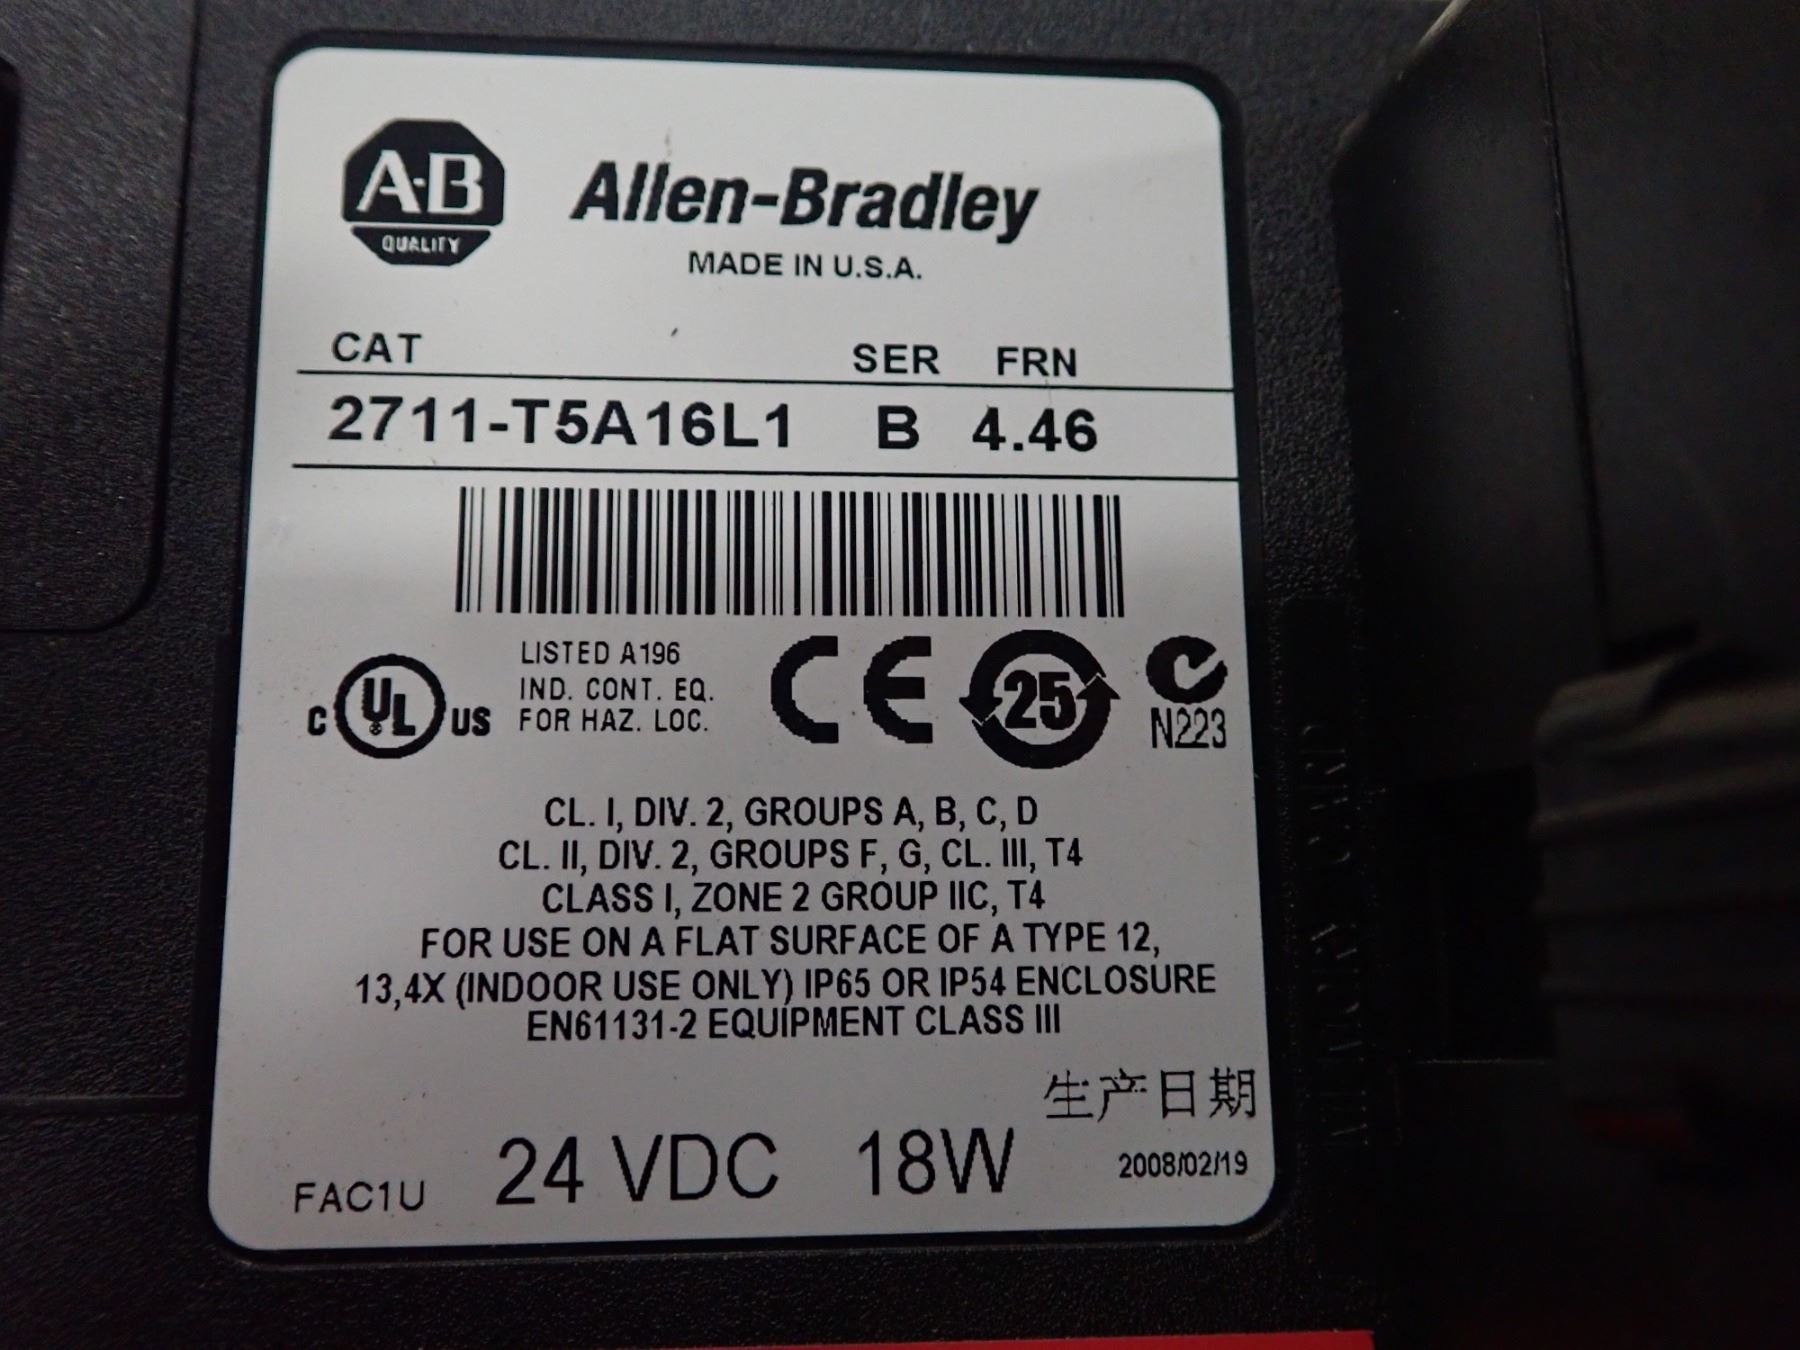 A-B
QUALITY
Allen-Bradley
MADE IN U.S.A.
CAT SER FRN
2711-T5A16L1 B 4.46
C UL US
LISTED A196
IND. CONT. EQ.
FOR HAZ. LOC.
CE
25
N223
CL. I, DIV. 2, GROUPS A, B, C, D
CL. II, DIV. 2, GROUPS F, G, CL. III, T4
CLASS I, ZONE 2 GROUP IIC, T4
FOR USE ON A FLAT SURFACE OF A TYPE 12,
13,4X (INDOOR USE ONLY) IP65 OR IP54 ENCLOSURE
EN61131-2 EQUIPMENT CLASS III
生产日期
FAC1U 24 VDC 18W 2008/02/19
MEMORY CARD